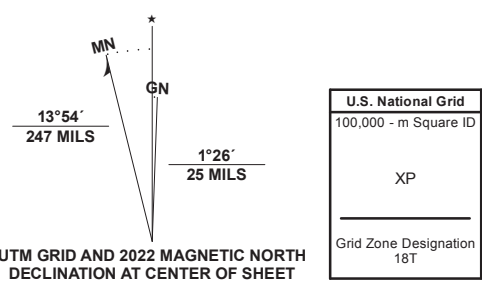 MN
GN
13°54´
247 MILS
1°26´
25 MILS
UTM GRID AND 2022 MAGNETIC NORTH
DECLINATION AT CENTER OF SHEET
U.S. National Grid
100,000 - m Square ID
XP
Grid Zone Designation
18T